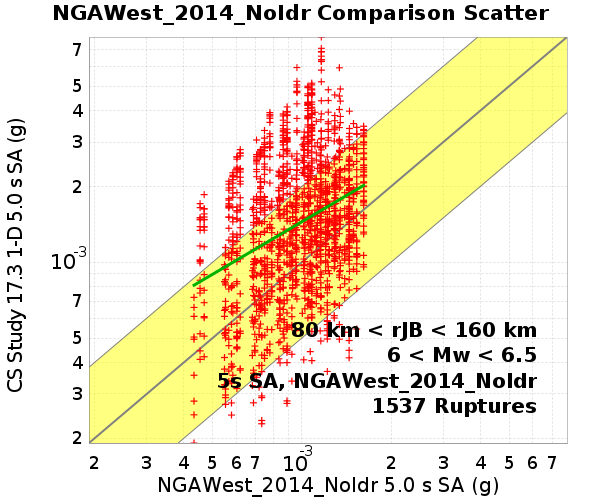 NGAWest_2014_NoIdr Comparison Scatter
7
5
4
3
2
10-3
7
5
4
3
2
CS Study 17.3 1-D 5.0 s SA (g)
80 km < rJB < 160 km
6 < Mw < 6.5
5s SA, NGAWest_2014_NoIdr
1537 Ruptures
2 3 4 5 6 7 10-3 2 3 4 5 6 7
NGAWest_2014_NoIdr 5.0 s SA (g)